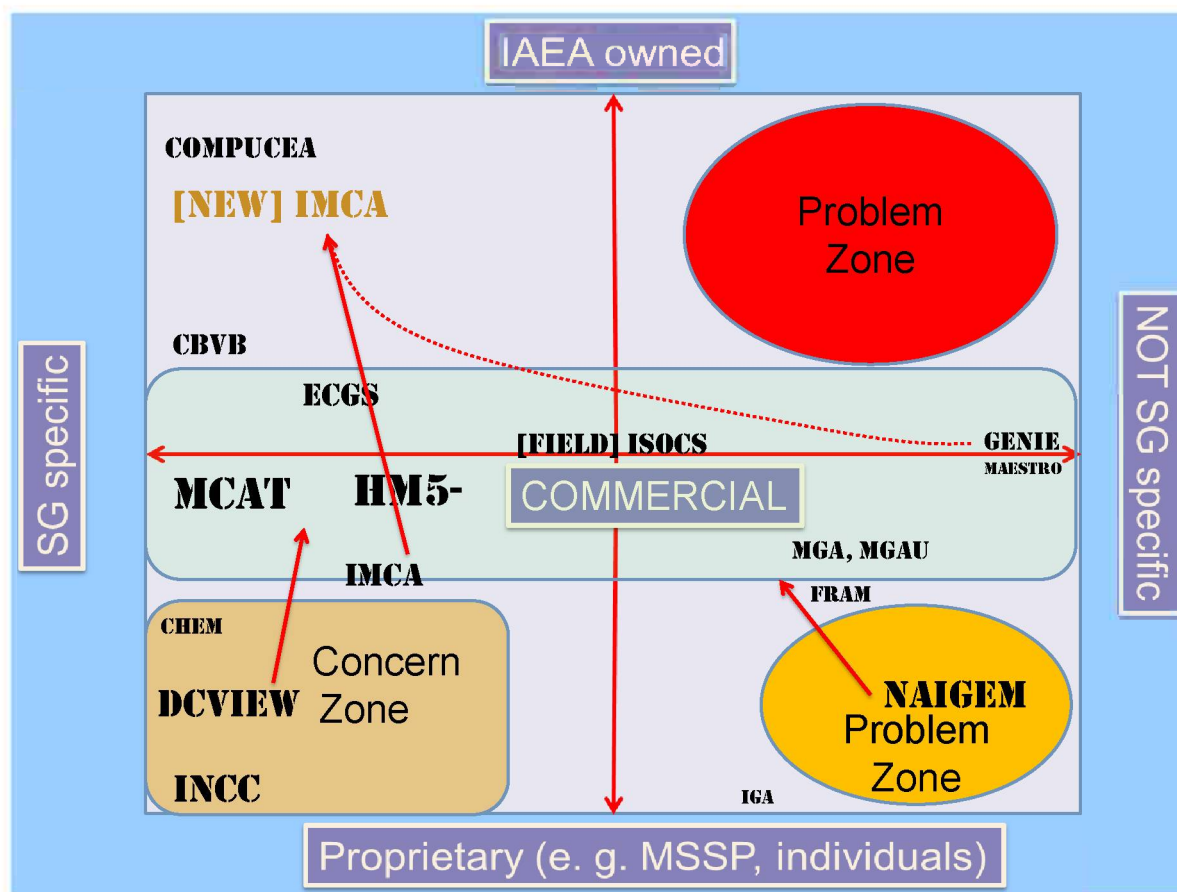 IAEA owned
COMPUCEA
[NEW] IMCA
Problem
Zone
CBVB
ECGS
[FIELD] ISOCS
GENIE
MAESTRO
SG specific
NOT SG specific
MCAT
HM5-
COMMERCIAL
IMCA
MGA, MGAU
FRAM
CHEM
Concern
Zone
DCVIEW
INCC
NAIGEM
Problem
Zone
IGA
Proprietary (e. g. MSSP, individuals)